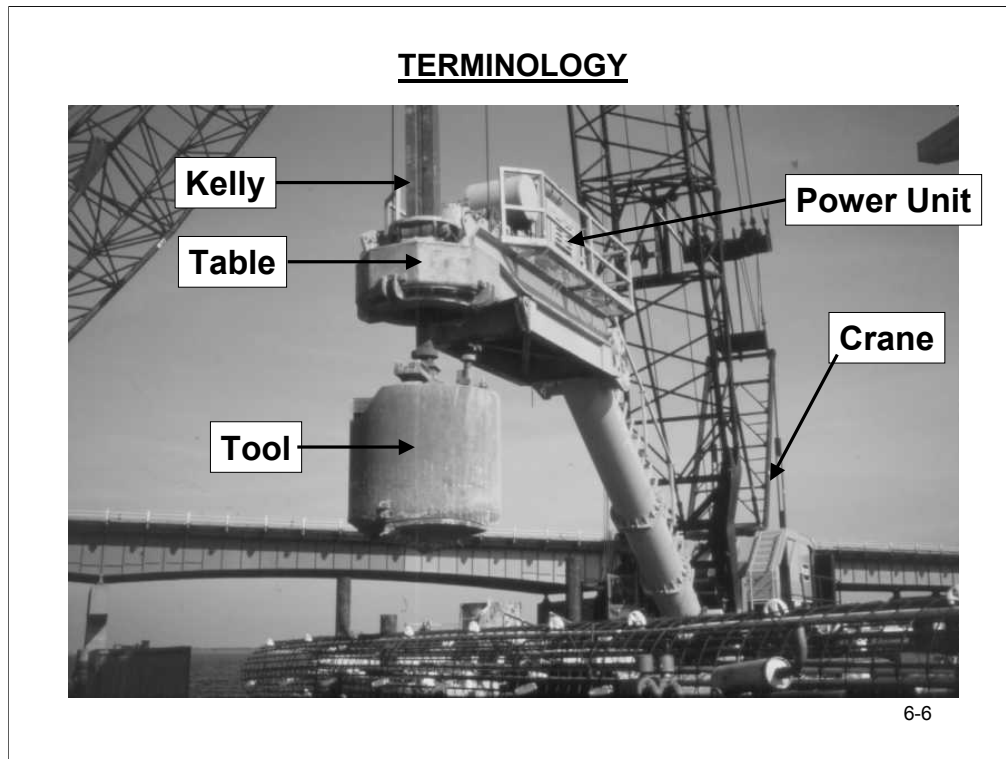 TERMINOLOGY
Kelly
Power Unit
Table
Crane
Tool
6-6